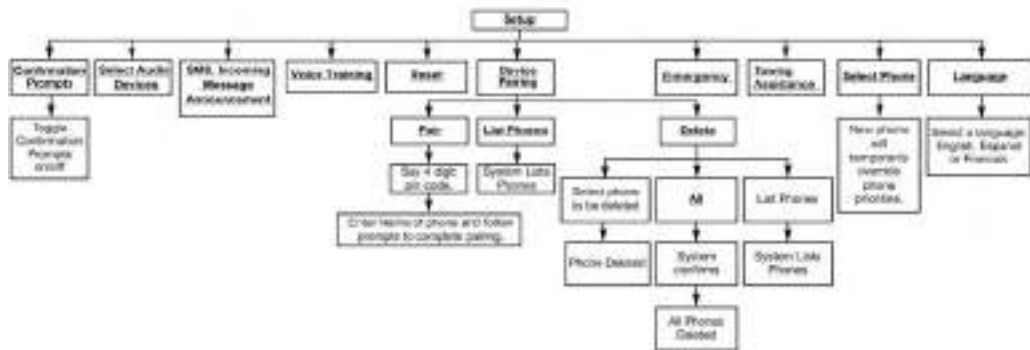 Setup
Confirmation
Prompts
Select Audio
Devices
SMS, Incoming
Message
Announcement
Voice Training
Reset
Device
Pairing
Emergency
Towing
Assistance
Select Phone
Language
Toggle
Confirmation
Prompts
on/off
Pair
List Phones
Delete
New phone
will
temporarily
override
phone
priorities.
Select a language
English, Espanol
or Francais
Say 4 digit
pin code.
System Lists
Phones
Select phone
to be deleted
All
List Phones
Enter Name of phone and follow
prompts to complete pairing.
Phone Deleted
System
confirms
System Lists
Phones
All Phones
Deleted